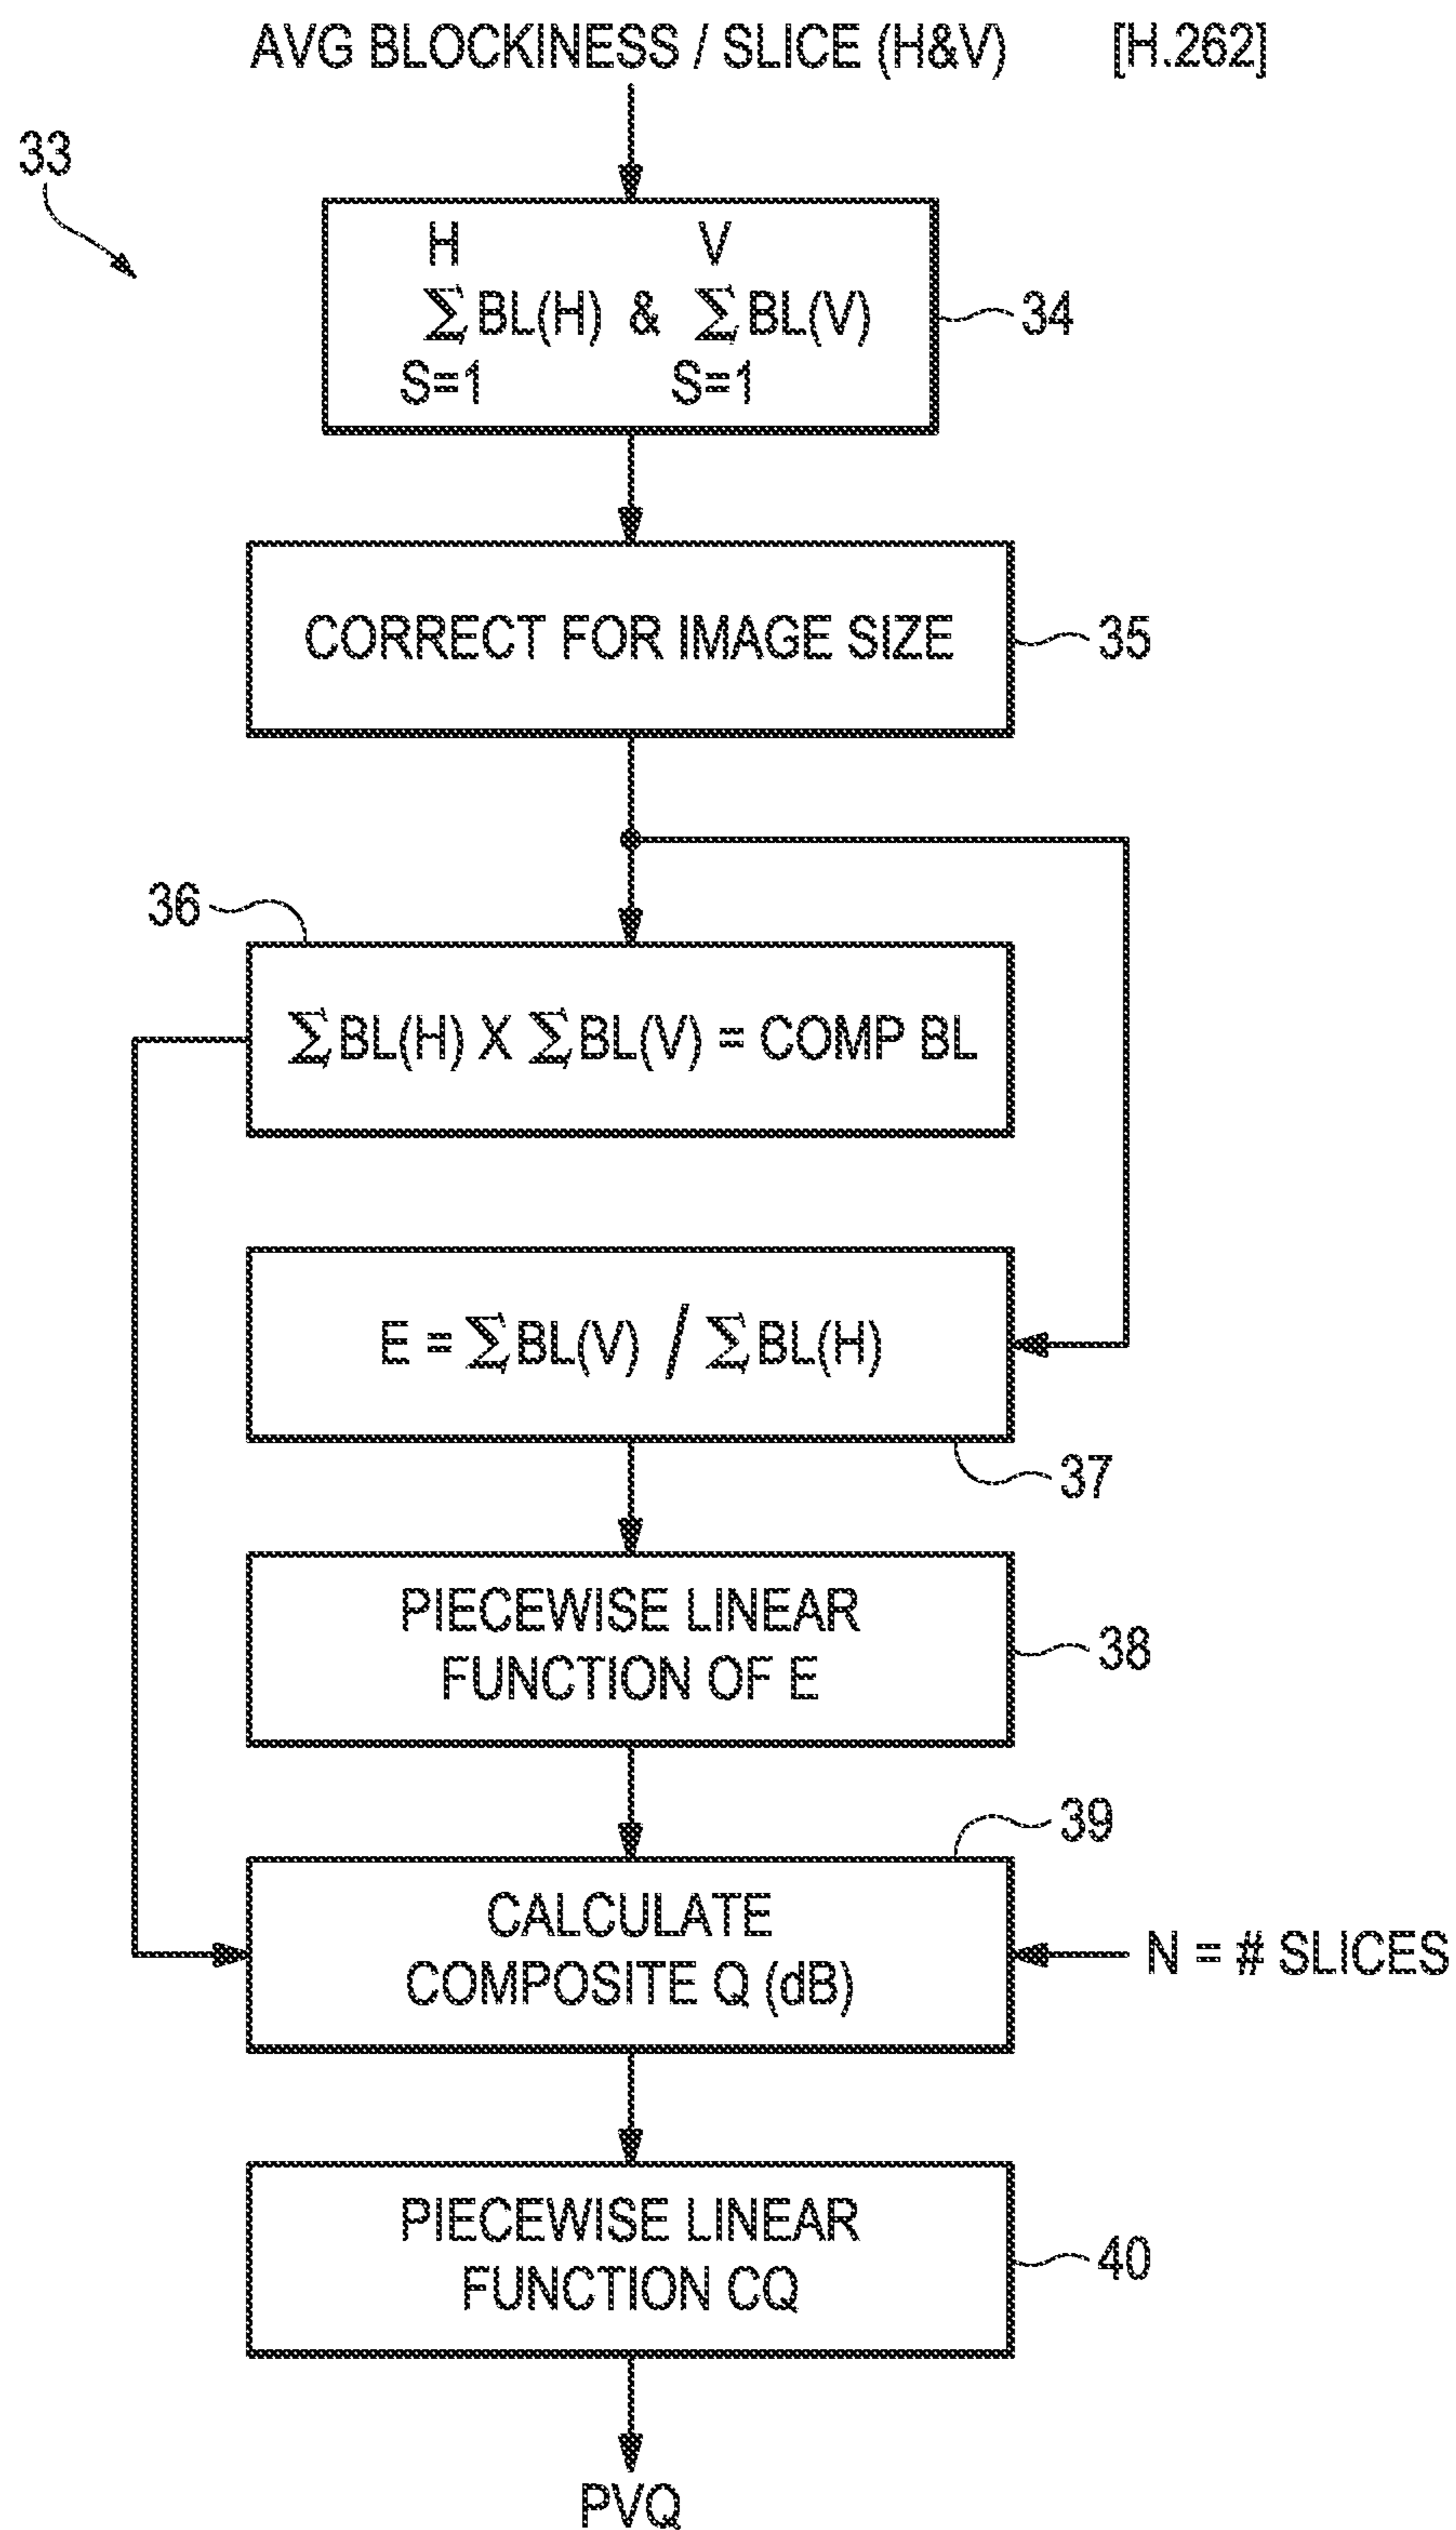 AVG BLOCKINESS / SLICE (H&V) [H.262]
33
H V
∑BL(H) & ∑BL(V)
S=1 S=1
34
CORRECT FOR IMAGE SIZE
35
36
∑BL(H) X ∑BL(V) = COMP BL
E = ∑BL(V) / ∑BL(H)
37
PIECEWISE LINEAR
FUNCTION OF E
38
39
CALCULATE
COMPOSITE Q (dB)
N = # SLICES
PIECEWISE LINEAR
FUNCTION CQ
40
PVQ